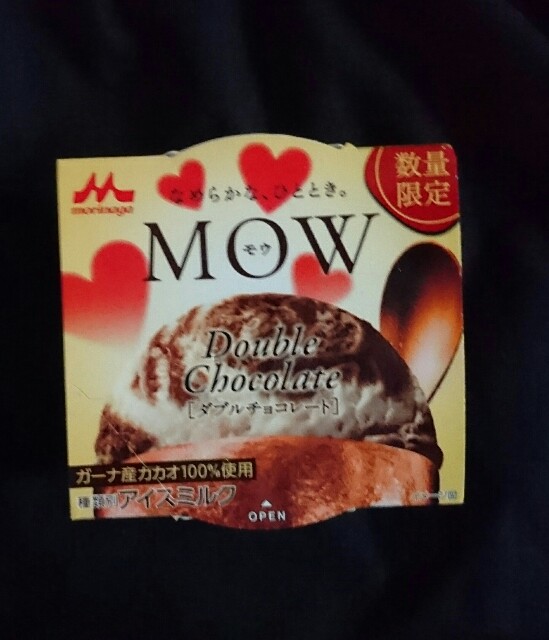 morinaga
なめらかな、ひととき。
数量
限定
MOW
モウ
Double
Chocolate
[ダブルチョコレート]
ガーナ産カカオ100%使用
種類別アイスミルク
OPEN